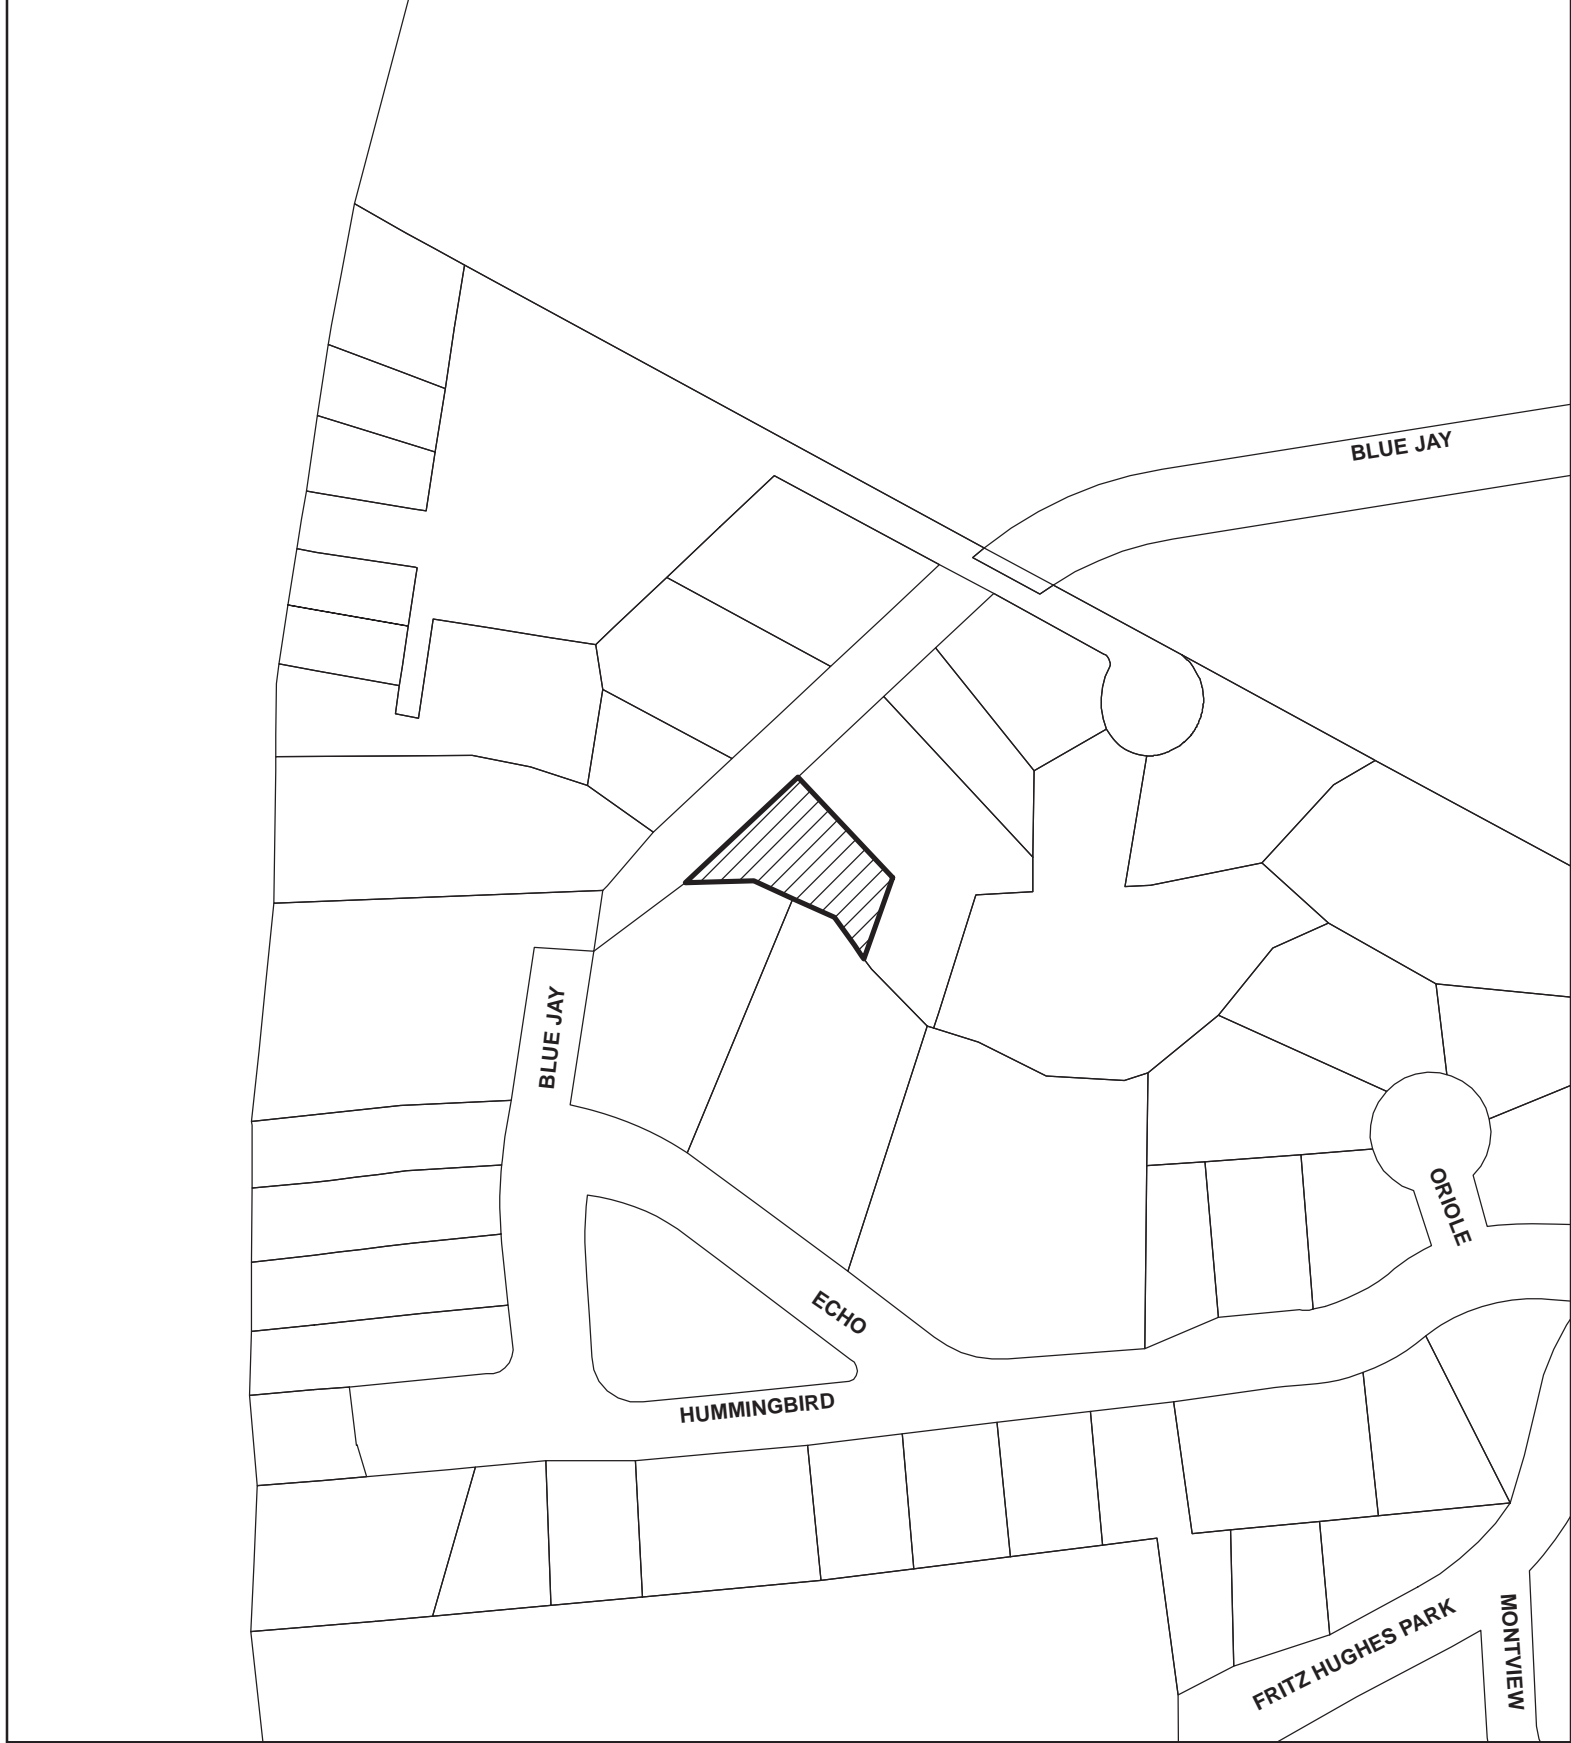 BLUE JAY
BLUE JAY
ORIOLE
ECHO
HUMMINGBIRD
FRITZ HUGHES PARK
MONTVIEW